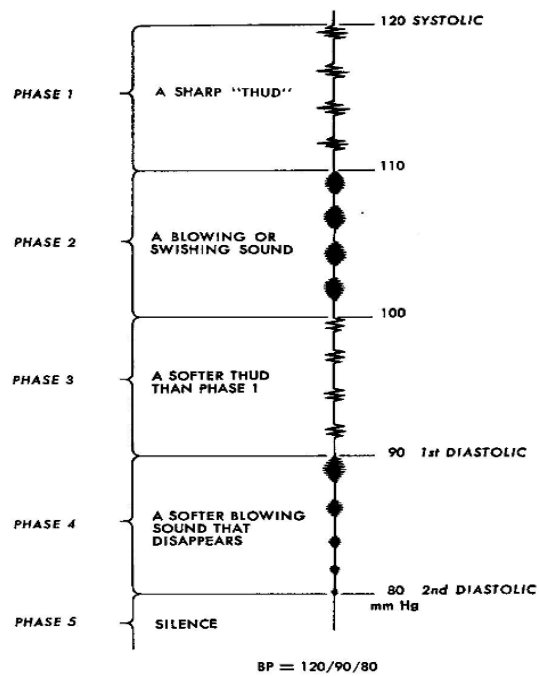 120 SYSTOLIC
PHASE 1
A SHARP "THUD"
110
PHASE 2
A BLOWING OR
SWISHING SOUND
100
PHASE 3
A SOFTER THUD
THAN PHASE 1
90 1st DIASTOLIC
PHASE 4
A SOFTER BLOWING
SOUND THAT
DISAPPEARS
80 2nd DIASTOLIC
mm Hg
PHASE 5
SILENCE
BP = 120/90/80